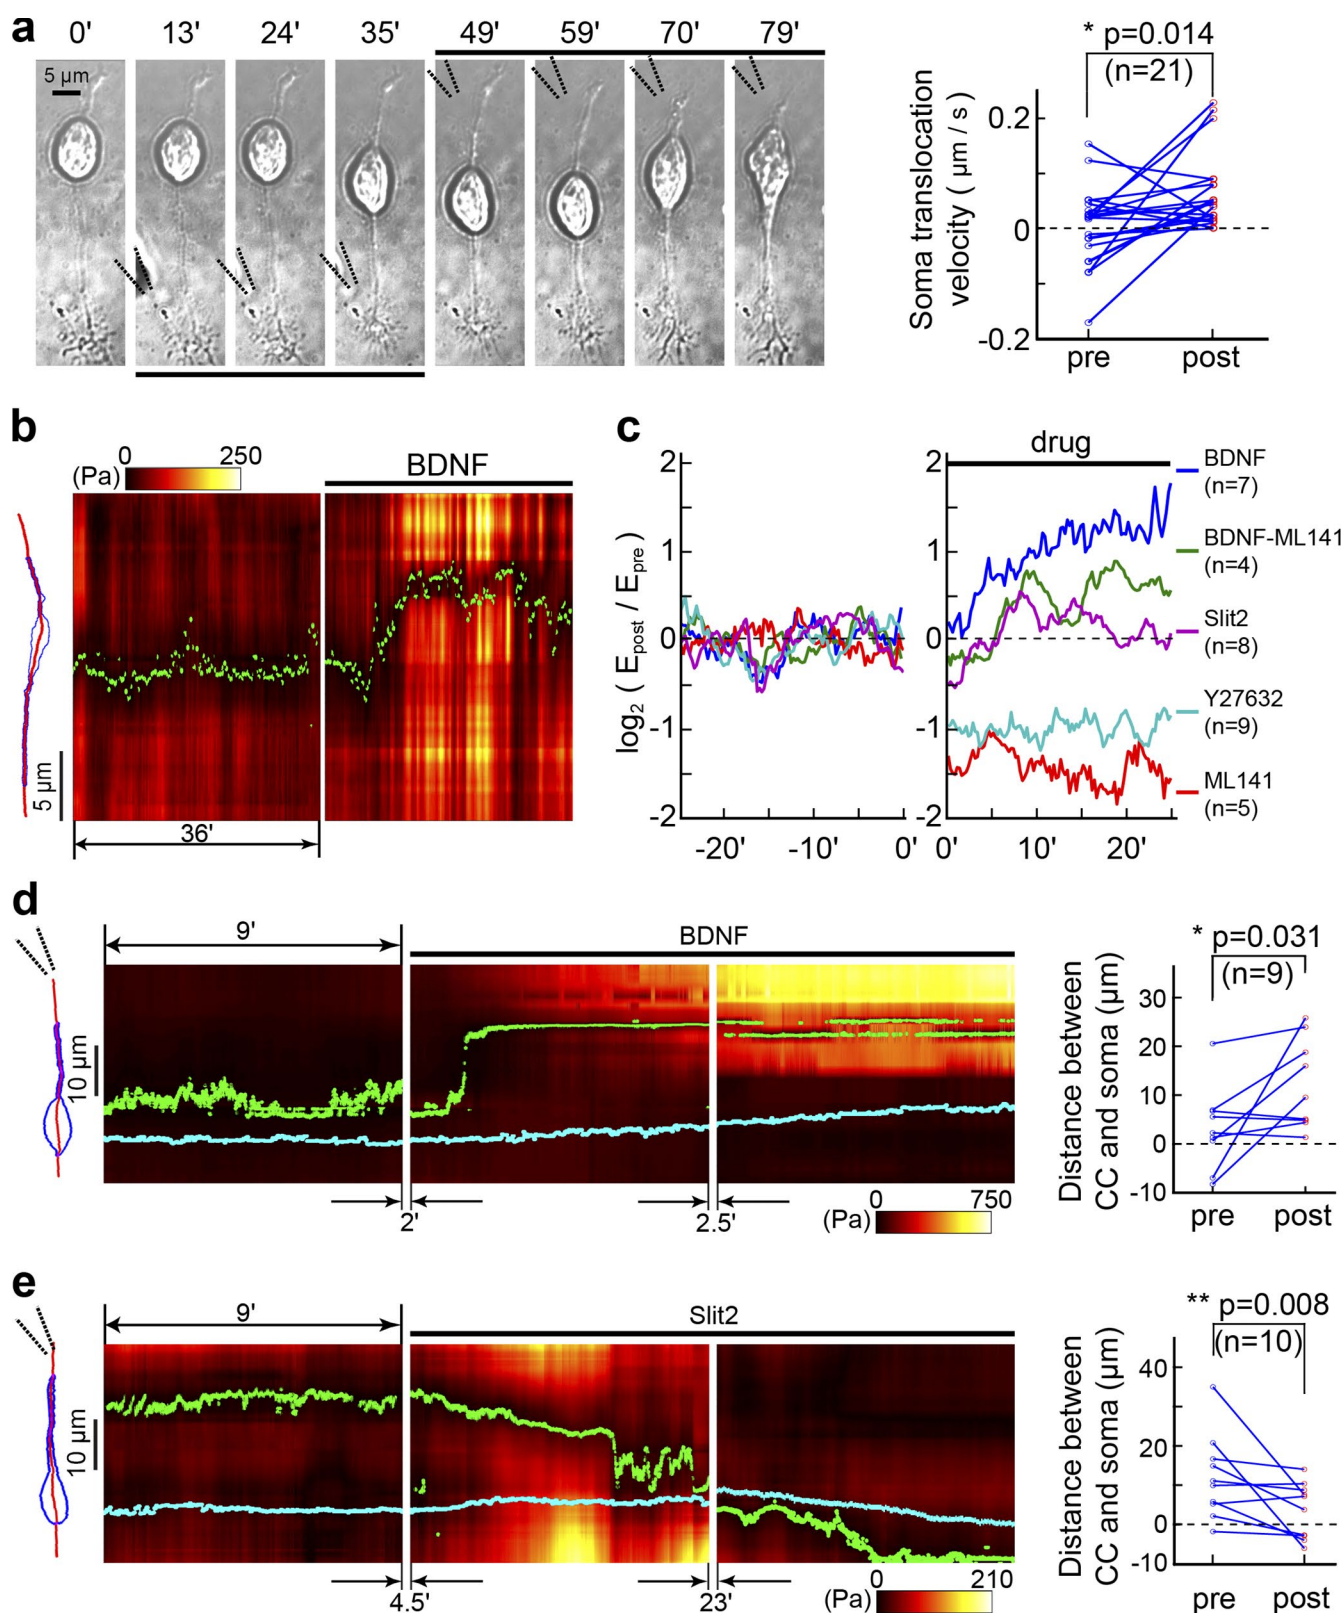 a
0' 13' 24' 35' 49' 59' 70' 79'
5 µm
* p=0.014
(n=21)
Soma translocation
velocity ( µm / s )
0.2
0
-0.2
pre post
b
(Pa)
0 250
BDNF
5 µm
36'
c
drug
log2 ( Epost / Epre )
2
1
0
-1
-2
-20' -10' 0'
2
1
0
-1
-2
0' 10' 20'
BDNF
(n=7)
BDNF-ML141
(n=4)
Slit2
(n=8)
Y27632
(n=9)
ML141
(n=5)
d
9'
BDNF
10 µm
2'
2.5'
(Pa)
0 750
* p=0.031
(n=9)
Distance between
CC and soma (µm)
30
20
10
0
-10
pre post
e
9'
Slit2
10 µm
4.5'
23'
(Pa)
0 210
** p=0.008
(n=10)
Distance between
CC and soma (µm)
40
20
0
-10
pre post